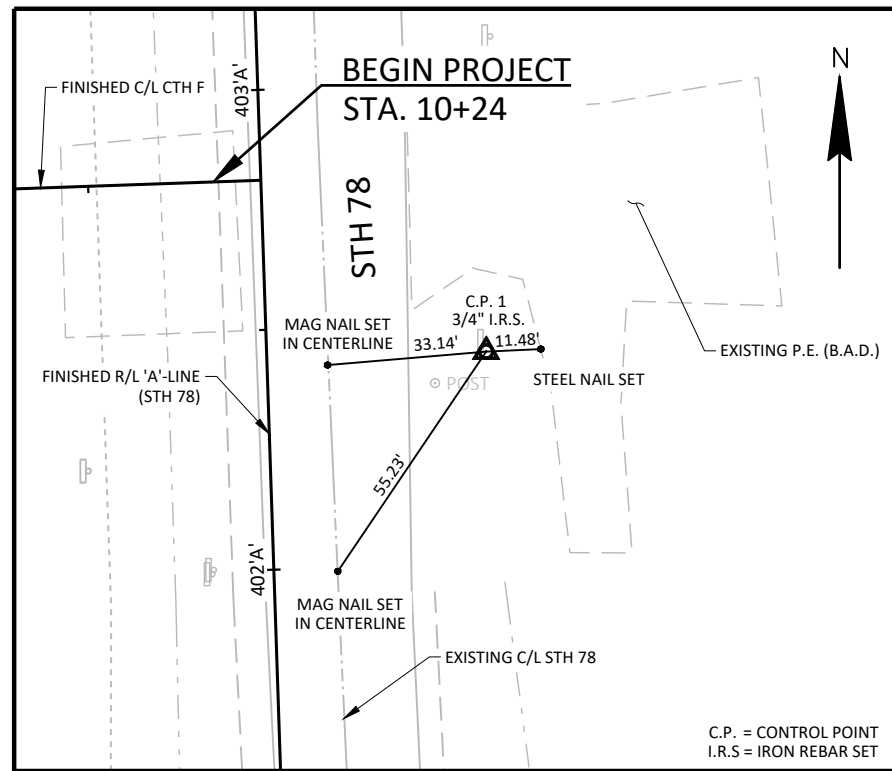 BEGIN PROJECT
STA. 10+24
N
FINISHED C/L CTH F
403'A'
STH 78
C.P. 1
3/4" I.R.S.
MAG NAIL SET
IN CENTERLINE
33.14'
11.48'
EXISTING P.E. (B.A.D.)
STEEL NAIL SET
FINISHED R/L 'A'-LINE
(STH 78)
POST
55.23'
402'A'
MAG NAIL SET
IN CENTERLINE
EXISTING C/L STH 78
C.P. = CONTROL POINT
I.R.S = IRON REBAR SET